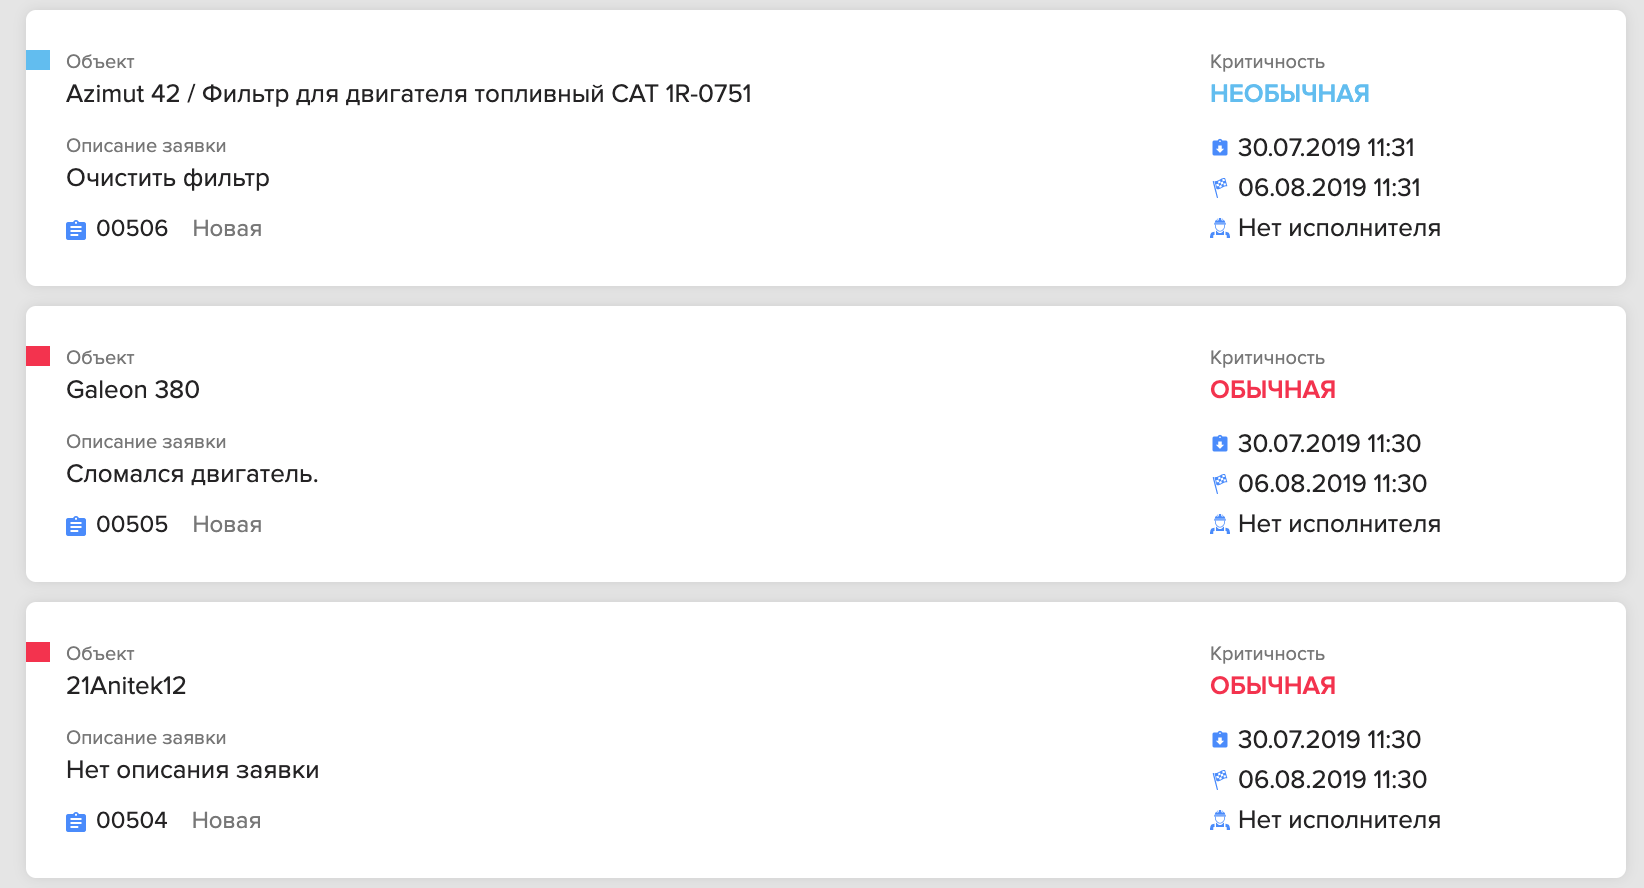 Объект
Azimut 42 / Фильтр для двигателя топливный CAT 1R-0751
Описание заявки
Очистить фильтр
00506 Новая
Критичность
НЕОБЫЧНАЯ
30.07.2019 11:31
06.08.2019 11:31
Нет исполнителя
Объект
Galeon 380
Описание заявки
Сломался двигатель.
00505 Новая
Критичность
ОБЫЧНАЯ
30.07.2019 11:30
06.08.2019 11:30
Нет исполнителя
Объект
21Anitek12
Описание заявки
Нет описания заявки
00504 Новая
Критичность
ОБЫЧНАЯ
30.07.2019 11:30
06.08.2019 11:30
Нет исполнителя